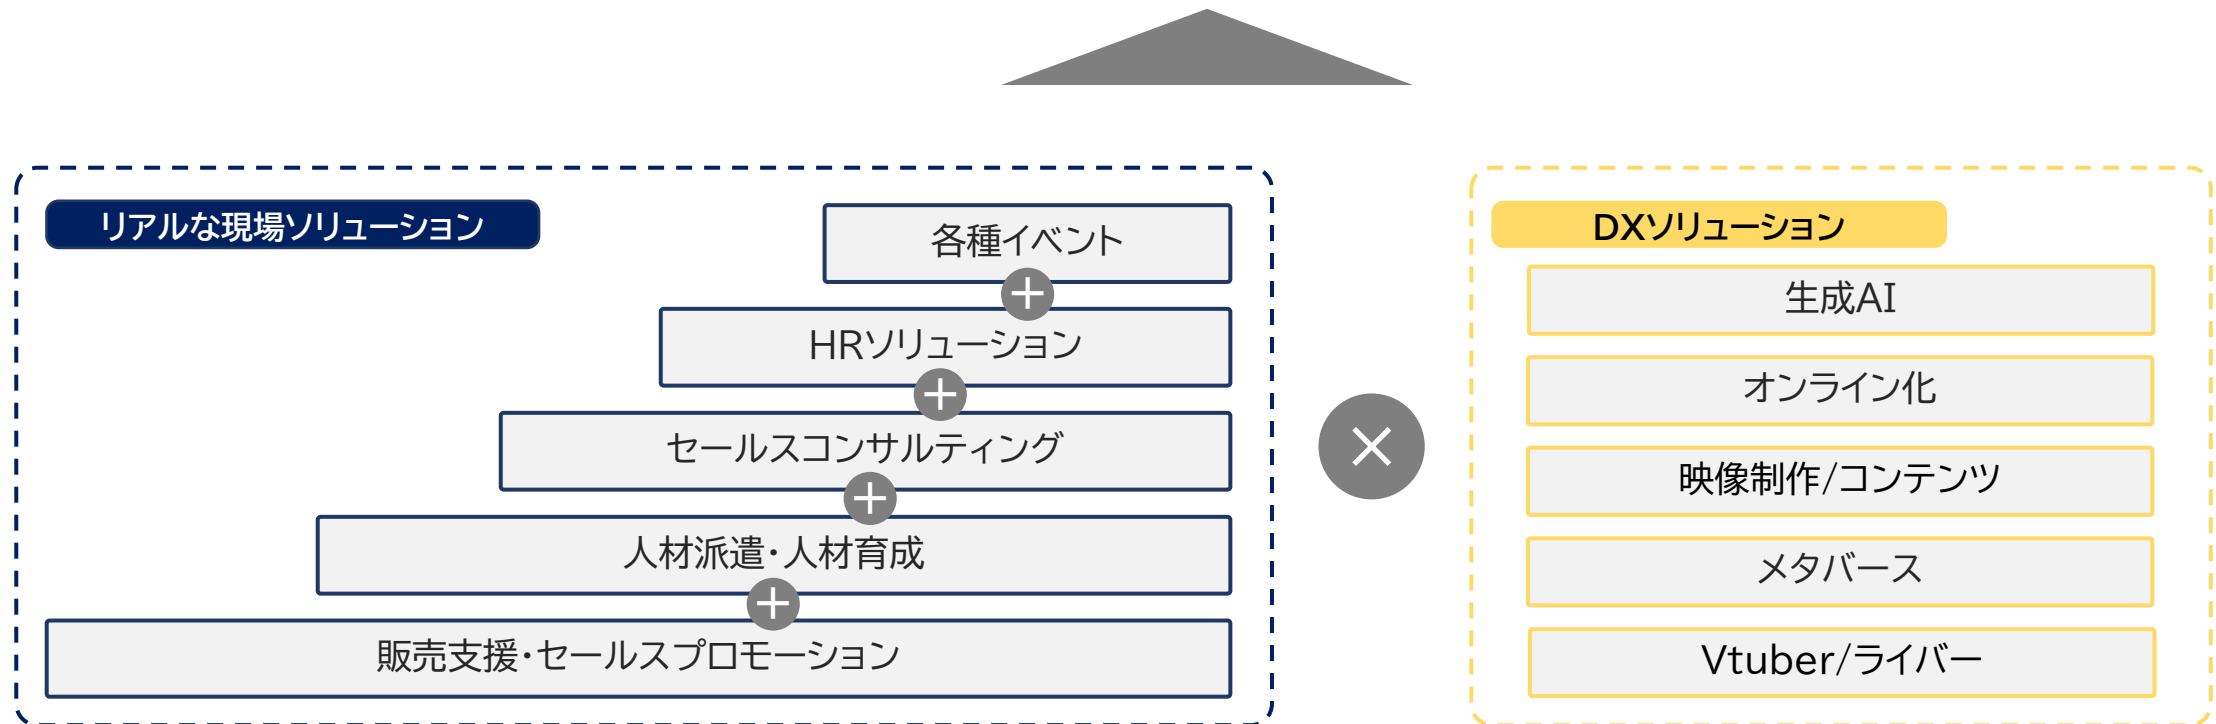 リアルな現場ソリューション
各種イベント
+
HRソリューション
+
セールスコンサルティング
+
人材派遣・人材育成
+
販売支援・セールスプロモーション
×
DXソリューション
生成AI
オンライン化
映像制作/コンテンツ
メタバース
Vtuber/ライバー